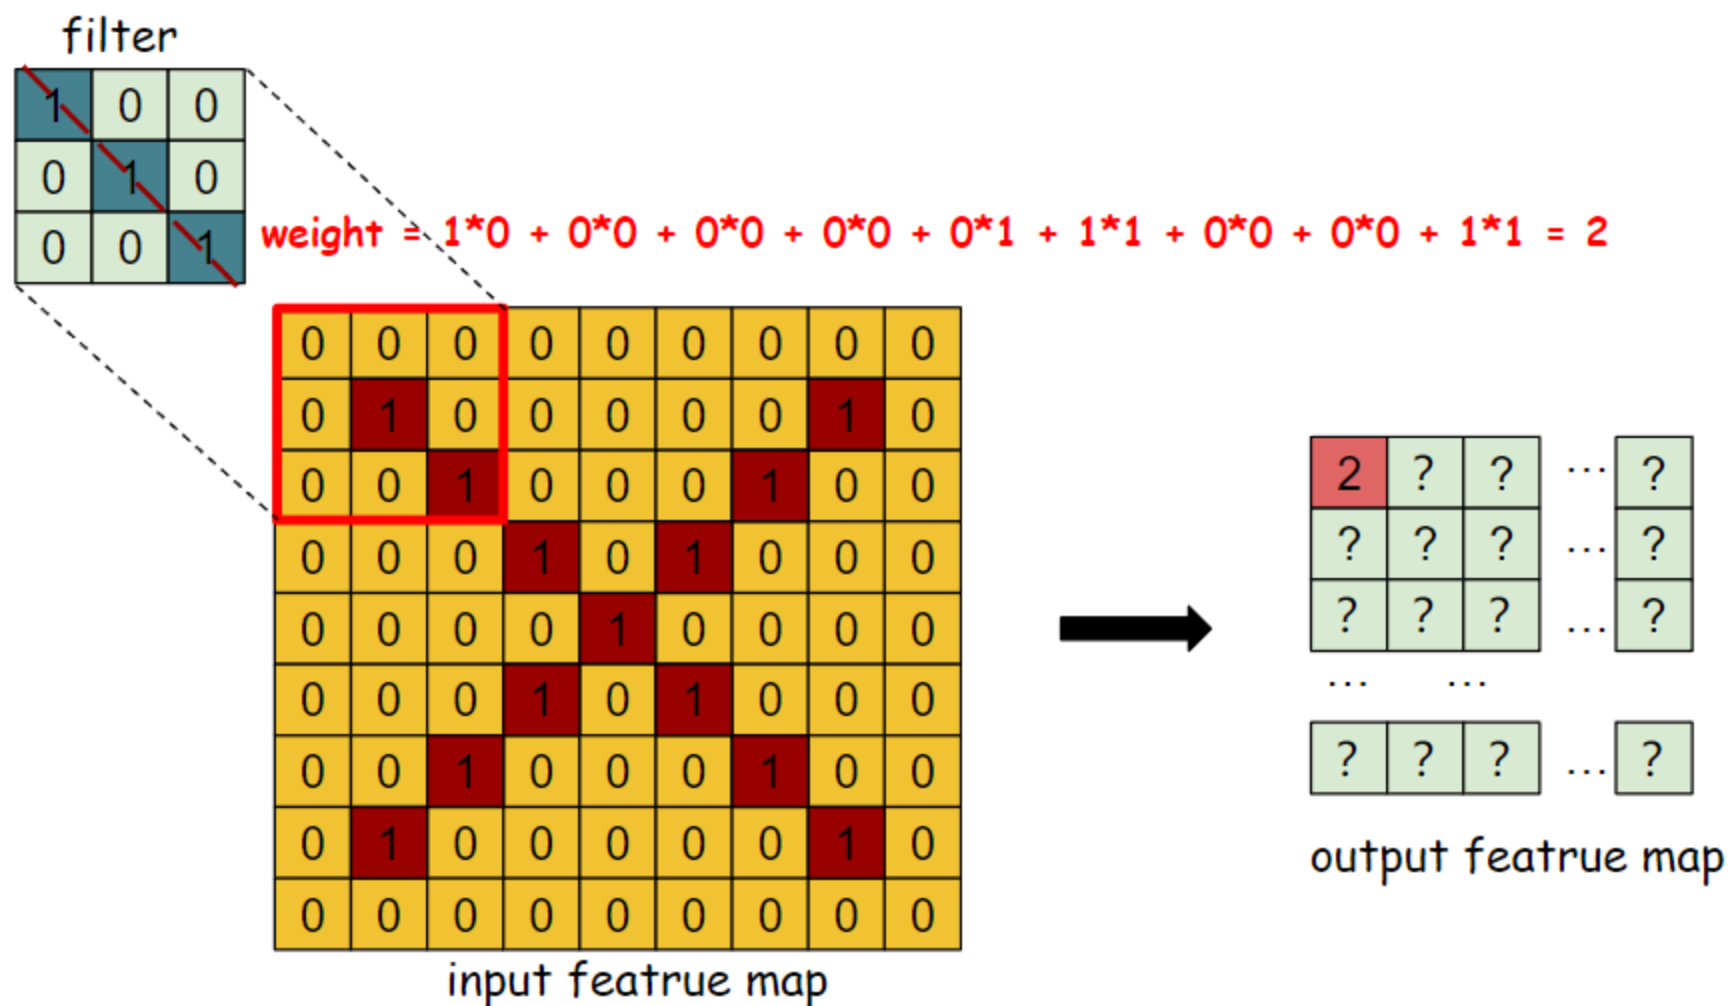 filter
1 0 0
0 1 0
0 0 1
weight = 1*0 + 0*0 + 0*0 + 0*0 + 0*1 + 1*1 + 0*0 + 0*0 + 1*1 = 2
0 0 0 0 0 0 0 0 0
0 1 0 0 0 0 0 1 0
0 0 1 0 0 0 1 0 0
0 0 0 1 0 1 0 0 0
0 0 0 0 1 0 0 0 0
0 0 0 1 0 1 0 0 0
0 0 1 0 0 0 1 0 0
0 1 0 0 0 0 0 1 0
0 0 0 0 0 0 0 0 0
input featrue map
2 ? ? ... ?
? ? ? ... ?
? ? ? ... ?
... ...
? ? ? ... ?
output featrue map